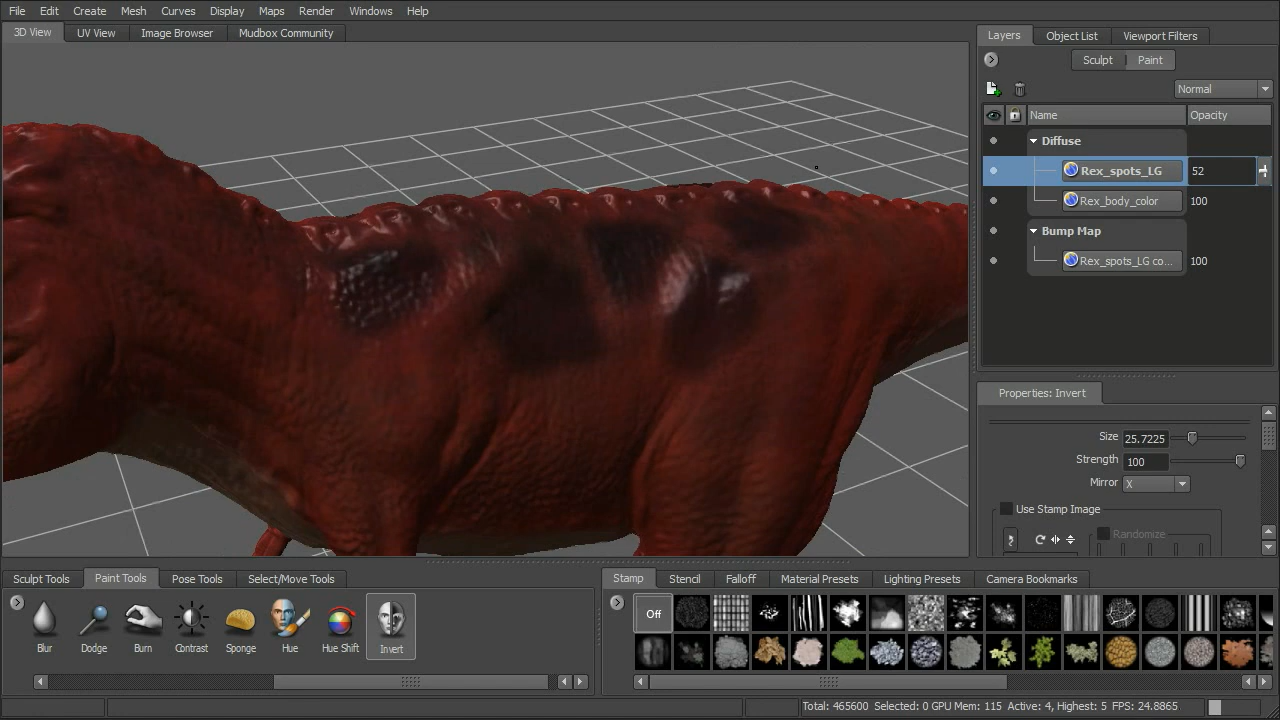 File Edit Create Mesh Curves Display Maps Render Windows Help
3D View UV View Image Browser Mudbox Community
Layers Object List Viewport Filters
Sculpt Paint
Normal
Name Opacity
Diffuse
Rex_spots_LG 52
Rex_body_color 100
Bump Map
Rex_spots_LG co... 100
Properties: Invert
Size 25.7225
Strength 100
Mirror X
Use Stamp Image
Randomize
Sculpt Tools Paint Tools Pose Tools Select/Move Tools
Blur Dodge Burn Contrast Sponge Hue Hue Shift Invert
Stamp Stencil Falloff Material Presets Lighting Presets Camera Bookmarks
Off
Total: 465600 Selected: 0 GPU Mem: 115 Active: 4, Highest: 5 FPS: 24.8865